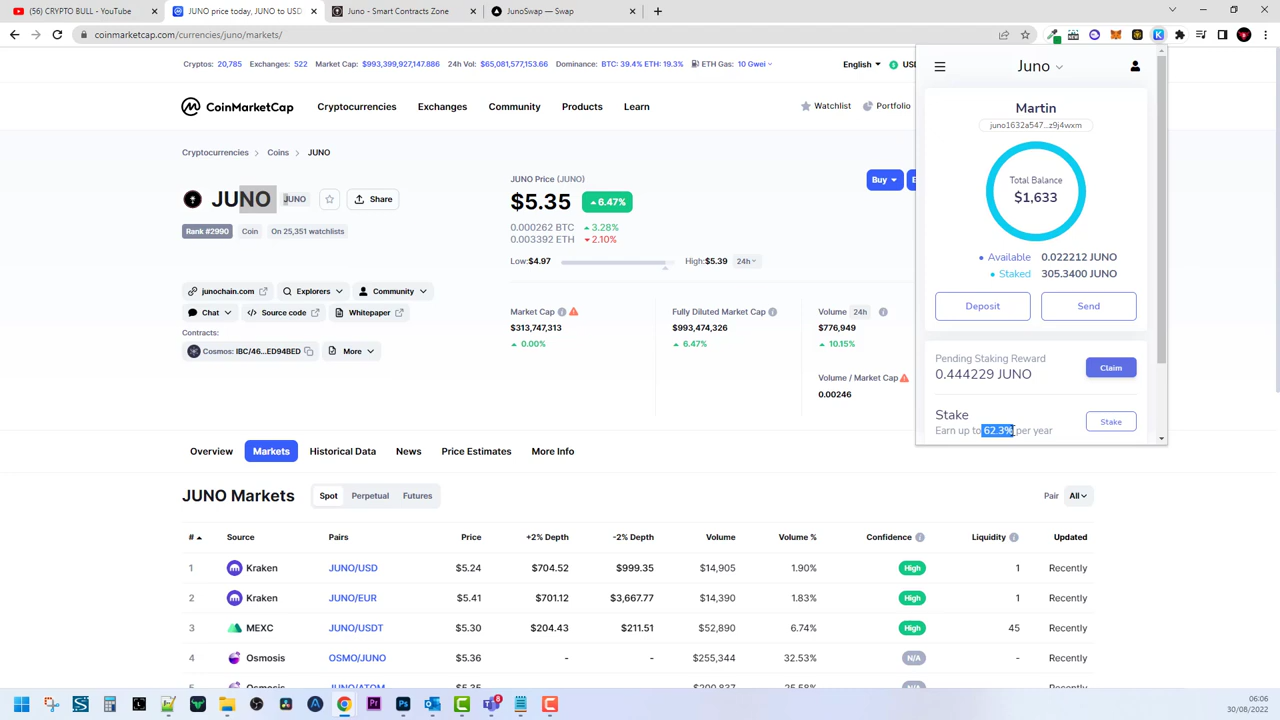 (56) CRYPTO BULL - YouTube
JUNO price today, JUNO to USD
Juno - Smart Contracts Zone
JunoSwap — Swap
coinmarketcap.com/currencies/juno/markets/
Cryptos: 20,785 Exchanges: 522 Market Cap: $993,399,927,147.886 24h Vol: $65,081,577,153.66 Dominance: BTC: 39.4% ETH: 19.3% ETH Gas: 10 Gwei
English
CoinMarketCap
Cryptocurrencies Exchanges Community Products Learn
Watchlist Portfolio
Cryptocurrencies > Coins > JUNO
JUNO JUNO Share
Rank #2990 Coin On 25,351 watchlists
junochain.com Explorers Community
Chat Source code Whitepaper
Contracts:
Cosmos: IBC/46...ED94BED More
JUNO Price (JUNO)
$5.35 6.47%
0.000262 BTC 3.28%
0.003392 ETH 2.10%
Low: $4.97 High: $5.39 24h
Buy
Market Cap
$313,747,313
0.00%
Fully Diluted Market Cap
$993,474,326
6.47%
Volume 24h
$776,949
10.15%
Volume / Market Cap
0.00246
Juno
Martin
juno1632a547...z9j4wxm
Total Balance
$1,633
Available 0.022212 JUNO
Staked 305.3400 JUNO
Deposit Send
Pending Staking Reward
0.444229 JUNO
Claim
Stake
Earn up to 62.3% per year
Stake
Overview Markets Historical Data News Price Estimates More Info
JUNO Markets Spot Perpetual Futures
Pair All
# Source Pairs Price +2% Depth -2% Depth Volume Volume % Confidence Liquidity Updated
1 Kraken JUNO/USD $5.24 $704.52 $999.35 $14,905 1.90% High 1 Recently
2 Kraken JUNO/EUR $5.41 $701.12 $3,667.77 $14,390 1.83% High 1 Recently
3 MEXC JUNO/USDT $5.30 $204.43 $211.51 $52,890 6.74% High 45 Recently
4 Osmosis OSMO/JUNO $5.36 - - $255,344 32.53% N/A - Recently
06:06
30/08/2022